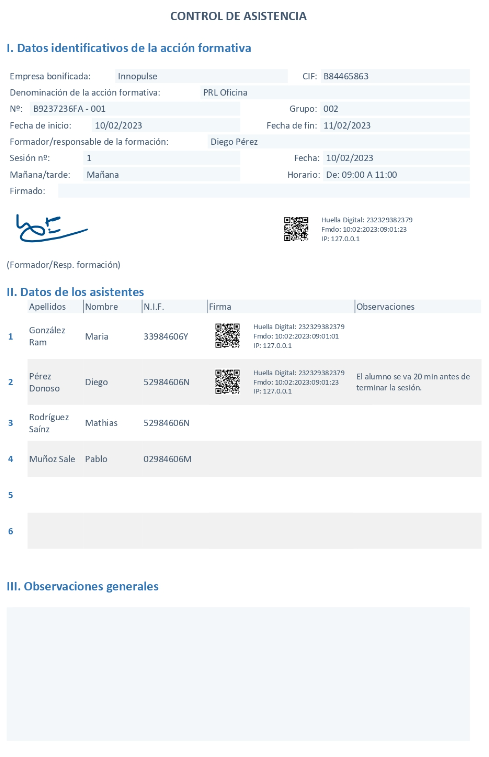 CONTROL DE ASISTENCIA
I. Datos identificativos de la acción formativa
Empresa bonificada: Innopulse CIF: B84465863
Denominación de la acción formativa: PRL Oficina
Nº: B9237236FA - 001 Grupo: 002
Fecha de inicio: 10/02/2023 Fecha de fin: 11/02/2023
Formador/responsable de la formación: Diego Pérez
Sesión nº: 1 Fecha: 10/02/2023
Mañana/tarde: Mañana Horario: De: 09:00 A 11:00
Firmado:
Huella Digital: 232329382379
Fmdo: 10:02:2023:09:01:23
IP: 127.0.0.1
(Formador/Resp. formación)
II. Datos de los asistentes
Apellidos Nombre N.I.F. Firma Observaciones
1 González Ram Maria 33984606Y
Huella Digital: 232329382379
Fmdo: 10:02:2023:09:01:01
IP: 127.0.0.1
2 Pérez Donoso Diego 52984606N
Huella Digital: 232329382379
Fmdo: 10:02:2023:09:01:23
IP: 127.0.0.1
El alumno se va 20 min antes de
terminar la sesión.
3 Rodríguez Saínz Mathias 52984606N
4 Muñoz Sale Pablo 02984606M
5
6
III. Observaciones generales